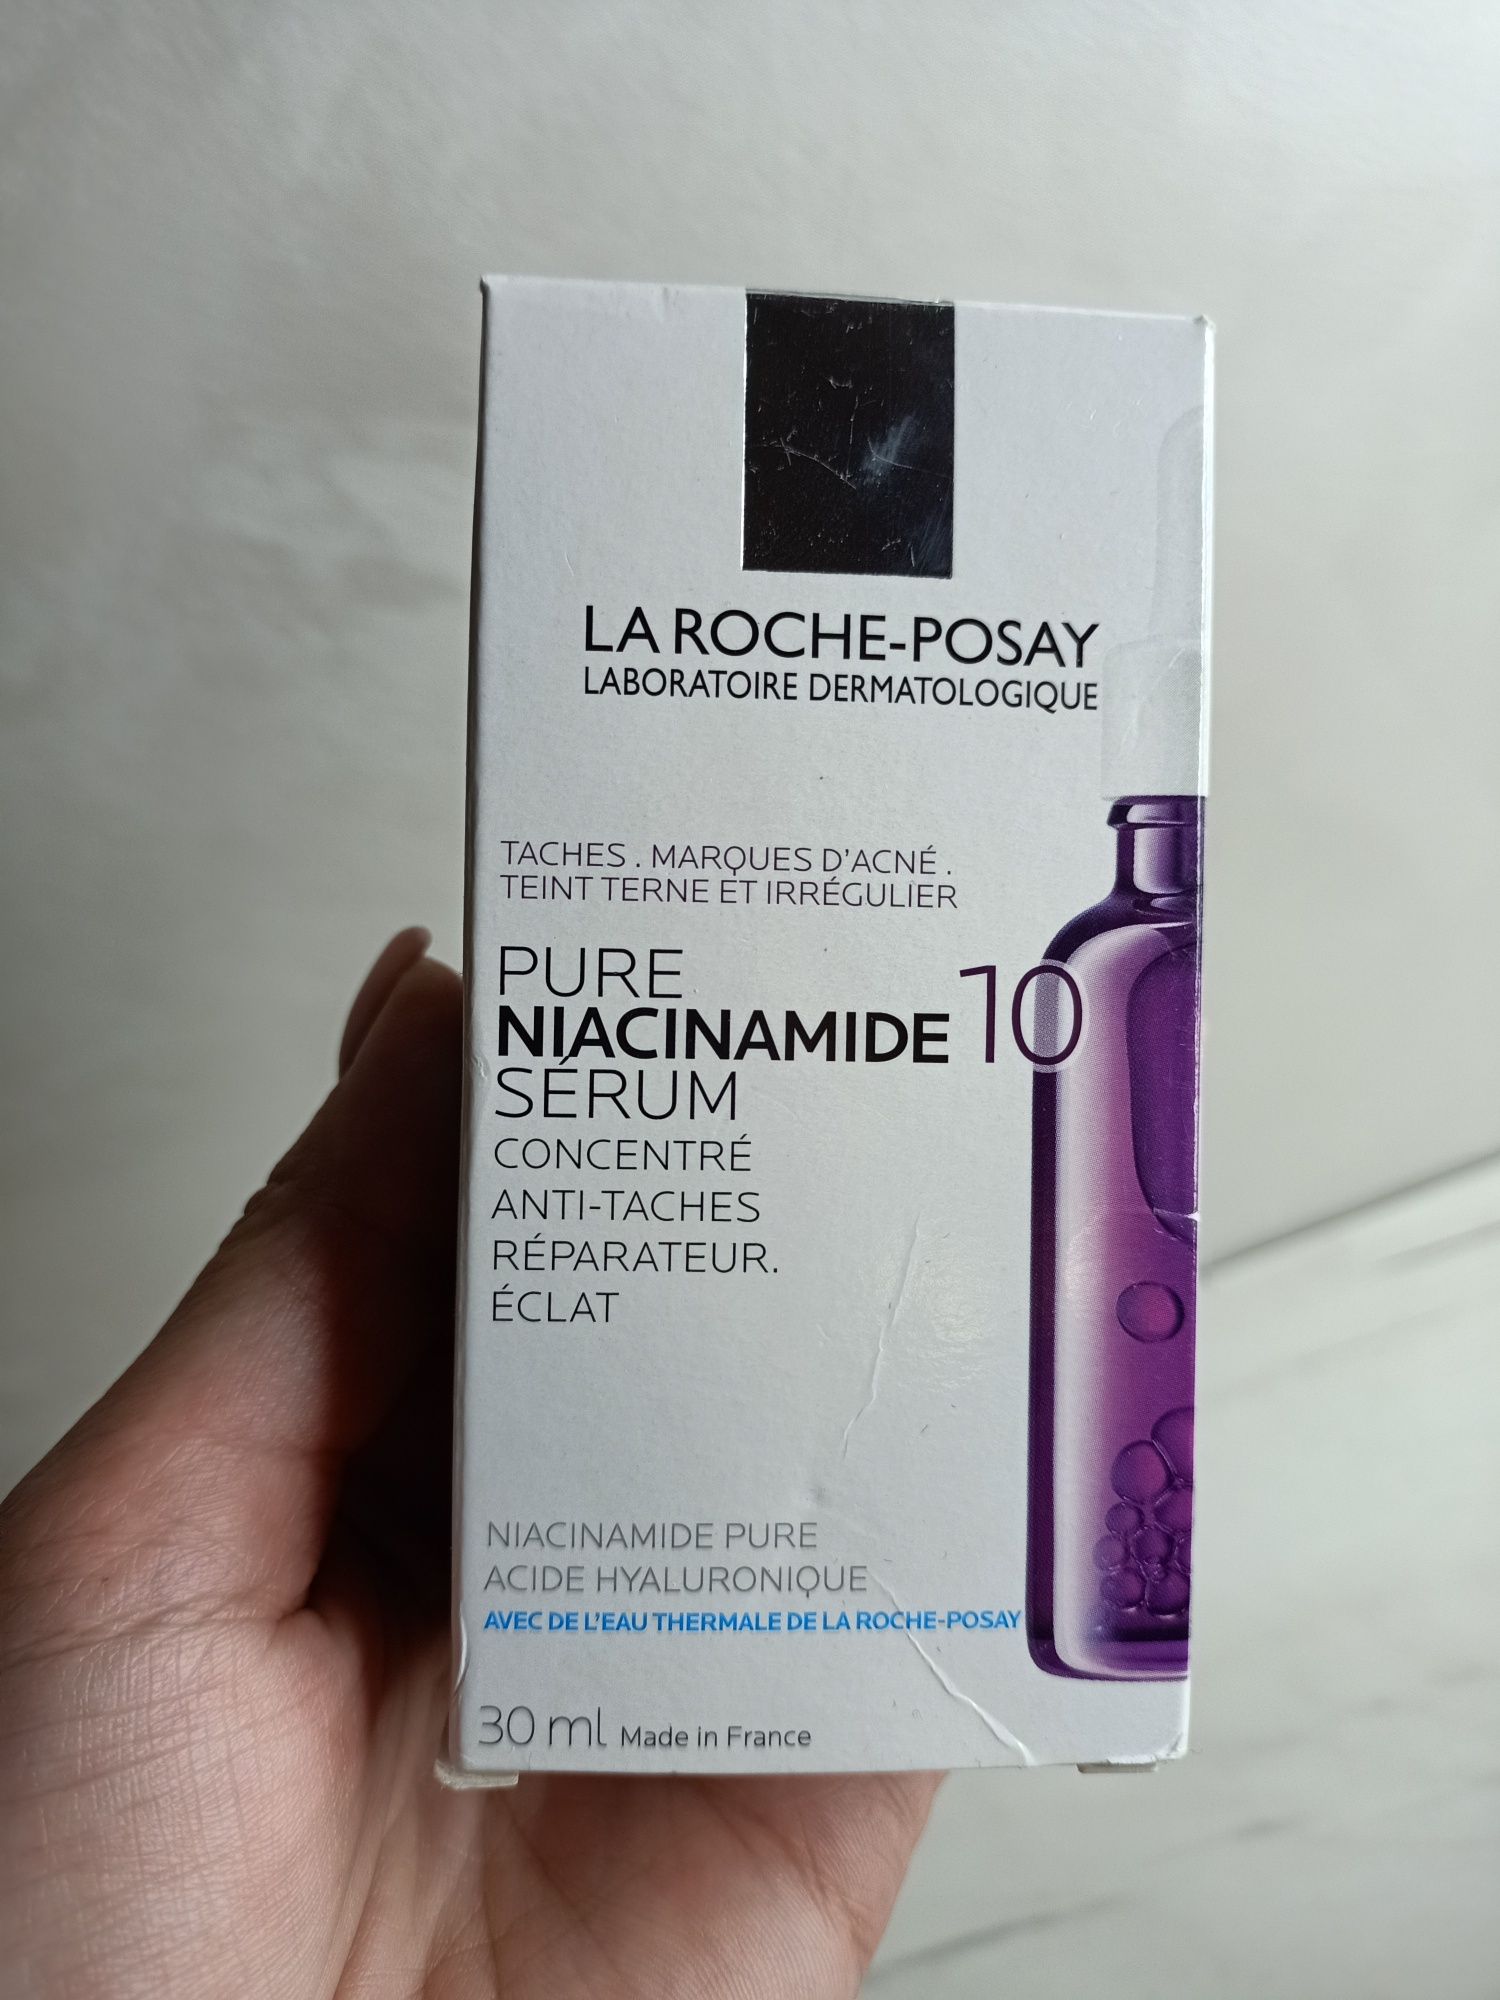 LA ROCHE-POSAY
LABORATOIRE DERMATOLOGIQUE
TACHES . MARQUES D'ACNÉ .
TEINT TERNE ET IRRÉGULIER
PURE
NIACINAMIDE 10
SÉRUM
CONCENTRÉ
ANTI-TACHES
RÉPARATEUR.
ÉCLAT
NIACINAMIDE PURE
ACIDE HYALURONIQUE
AVEC DE L'EAU THERMALE DE LA ROCHE-POSAY
30 ml Made in France